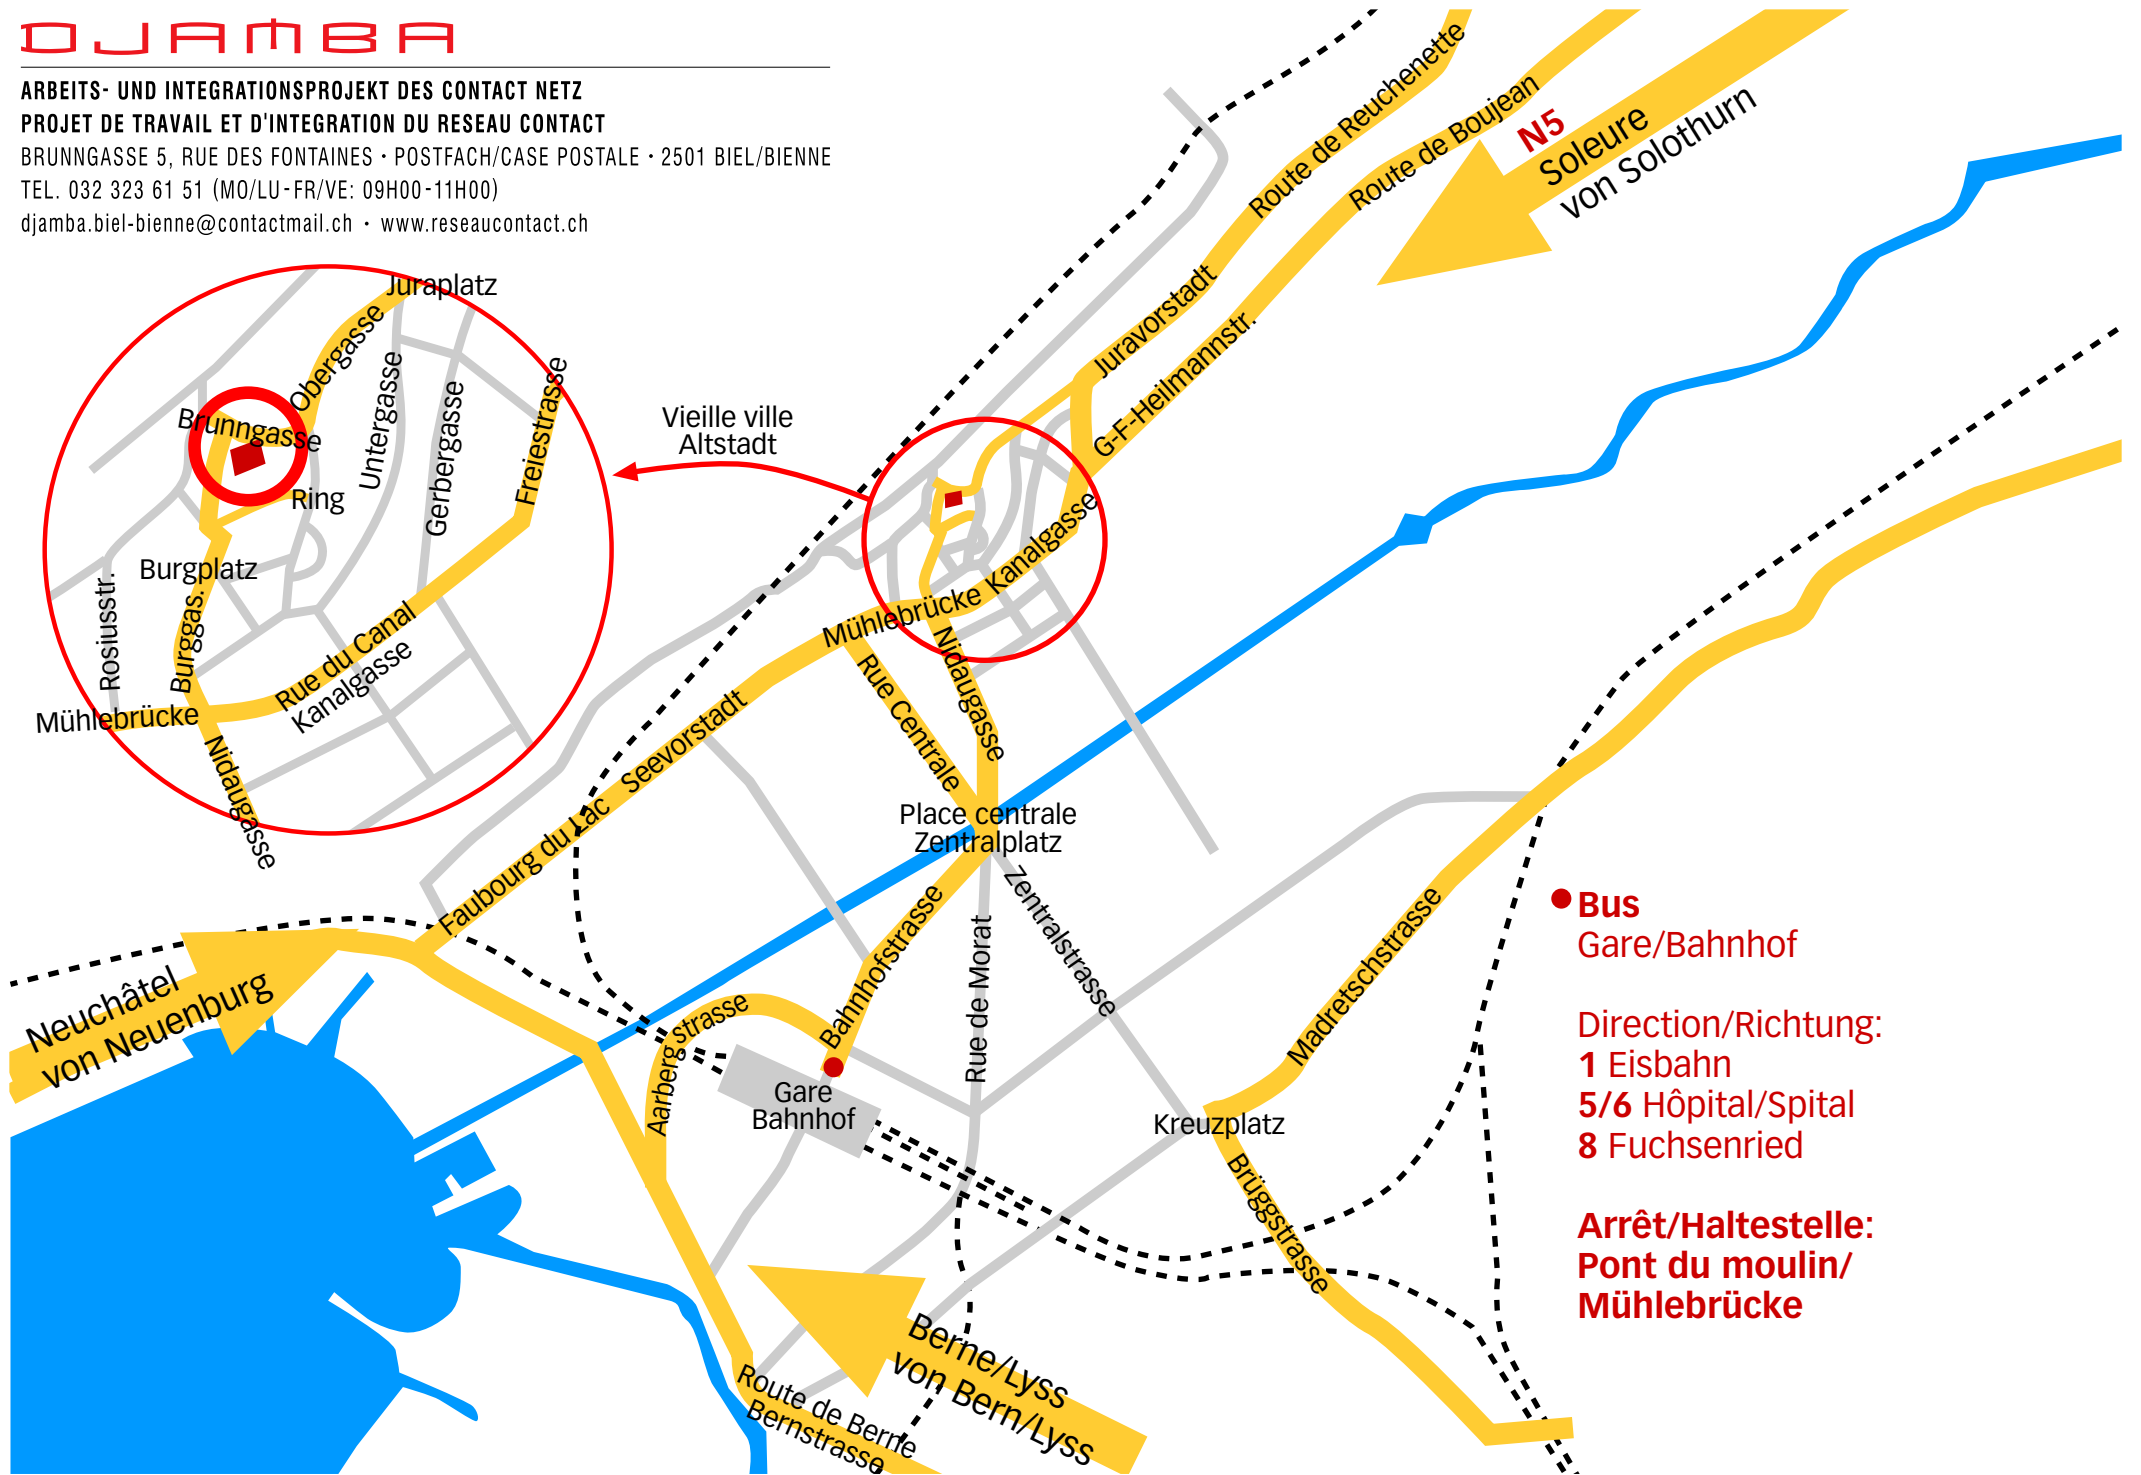 DJAMBA
ARBEITS- UND INTEGRATIONSPROJEKT DES CONTACT NETZ
PROJET DE TRAVAIL ET D'INTEGRATION DU RESEAU CONTACT
BRUNNGASSE 5, RUE DES FONTAINES • POSTFACH/CASE POSTALE • 2501 BIEL/BIENNE
TEL. 032 323 61 51 (MO/LU-FR/VE: 09H00-11H00)
djamba.biel-bienne@contactmail.ch • www.reseaucontact.ch
Juraplatz
Obergasse
Brunngasse
Untergasse
Gerbergasse
Freiestrasse
Ring
Burgplatz
Rosiusstr.
Burggas.
Rue du Canal
Kanalgasse
Mühlebrücke
Nidaugasse
Vieille ville
Altstadt
Route de Reuchenette
Route de Boujean
N5
Soleure
von Solothurn
Juravorstadt
G-F-Heilmannstr.
Kanalgasse
Mühlebrücke
Nidaugasse
Rue Centrale
Seevorstadt
Faubourg du Lac
Place centrale
Zentralplatz
Bahnhofstrasse
Rue de Morat
Zentralstrasse
Madretschstrasse
Neuchâtel
von Neuenburg
Aarbergstrasse
Gare
Bahnhof
Kreuzplatz
Brüggstrasse
Berne/Lyss
von Bern/Lyss
Route de Berne
Bernstrasse
Bus
Gare/Bahnhof
Direction/Richtung:
1 Eisbahn
5/6 Hôpital/Spital
8 Fuchsenried
Arrêt/Haltestelle:
Pont du moulin/
Mühlebrücke